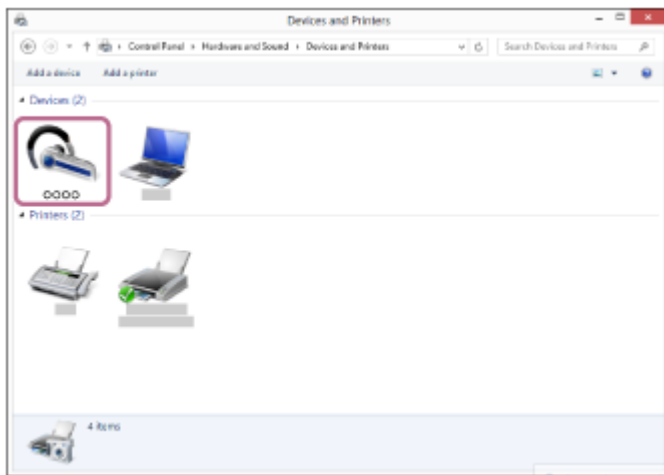 Devices and Printers
Control Panel › Hardware and Sound › Devices and Printers
Search Devices and Printers
Add a device Add a printer
Devices (2)
OOOO
Printers (2)
4 items